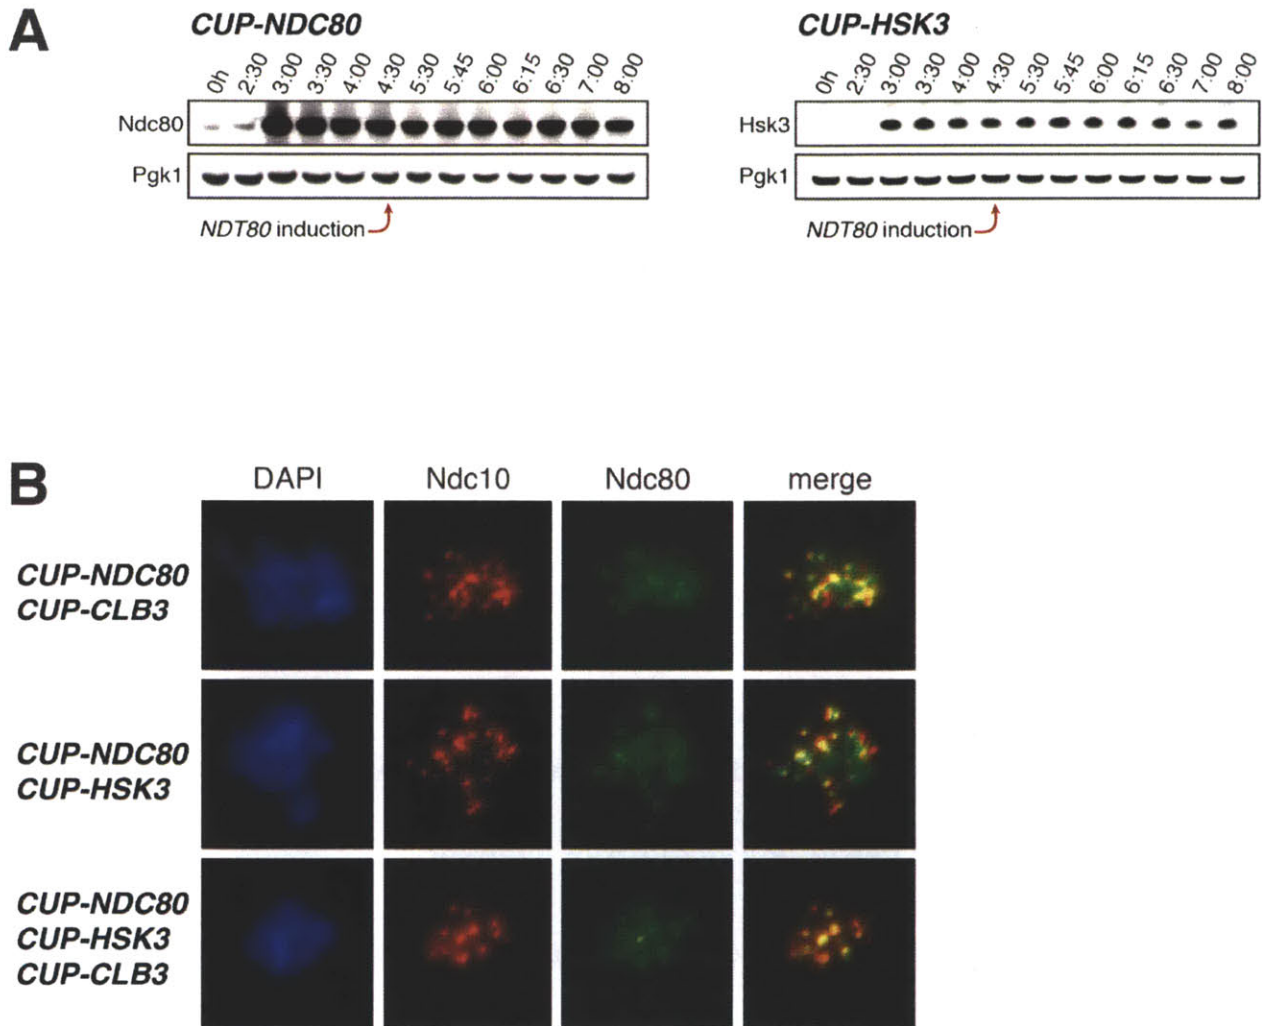 A
CUP-NDC80
0h 2:30 3:00 3:30 4:00 4:30 5:30 5:45 6:00 6:15 6:30 7:00 8:00
Ndc80
Pgk1
NDT80 induction
CUP-HSK3
0h 2:30 3:00 3:30 4:00 4:30 5:30 5:45 6:00 6:15 6:30 7:00 8:00
Hsk3
Pgk1
NDT80 induction
B
DAPI Ndc10 Ndc80 merge
CUP-NDC80
CUP-CLB3
CUP-NDC80
CUP-HSK3
CUP-NDC80
CUP-HSK3
CUP-CLB3